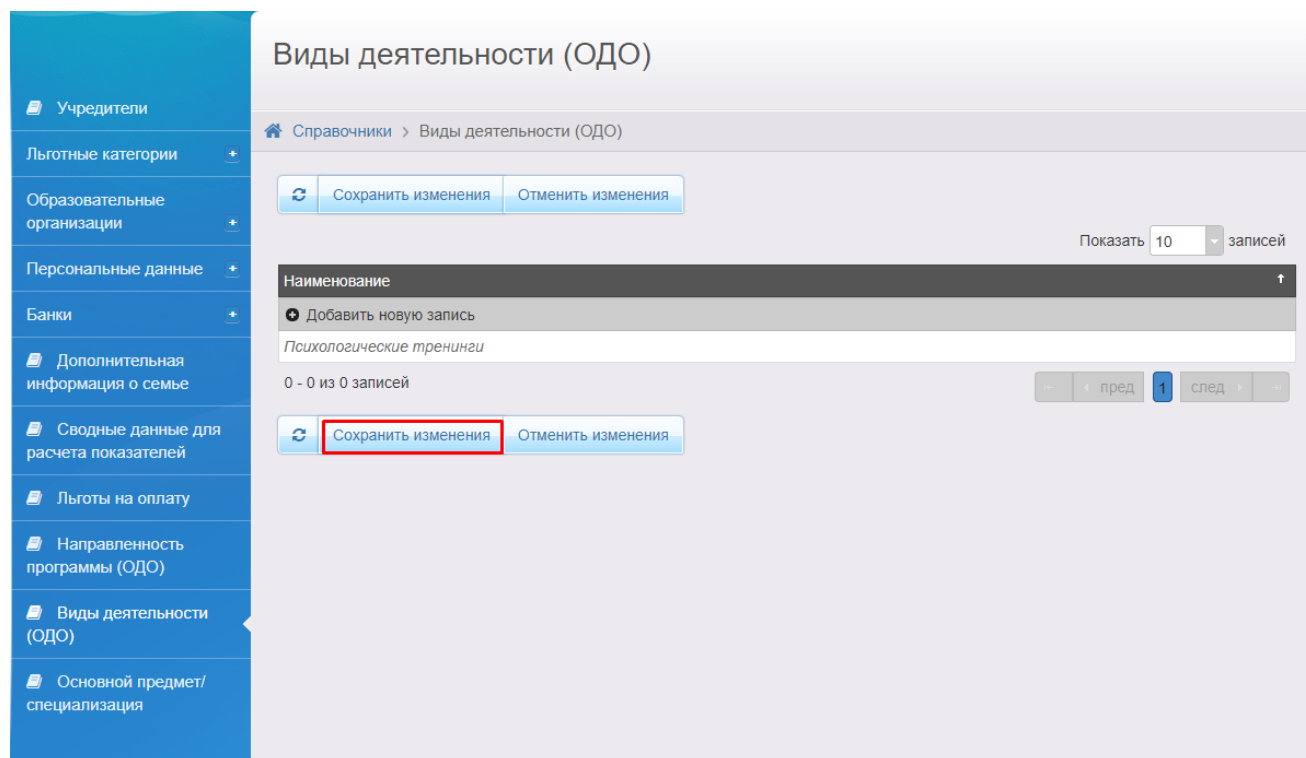 Виды деятельности (ОДО)
Учредители
Льготные категории
Образовательные
организации
Персональные данные
Банки
Дополнительная
информация о семье
Сводные данные для
расчета показателей
Льготы на оплату
Направленность
программы (ОДО)
Виды деятельности
(ОДО)
Основной предмет/
специализация
Справочники > Виды деятельности (ОДО)
Сохранить изменения Отменить изменения
Показать 10 записей
Наименование
Добавить новую запись
Психологические тренинги
0 - 0 из 0 записей
пред 1 след
Сохранить изменения Отменить изменения